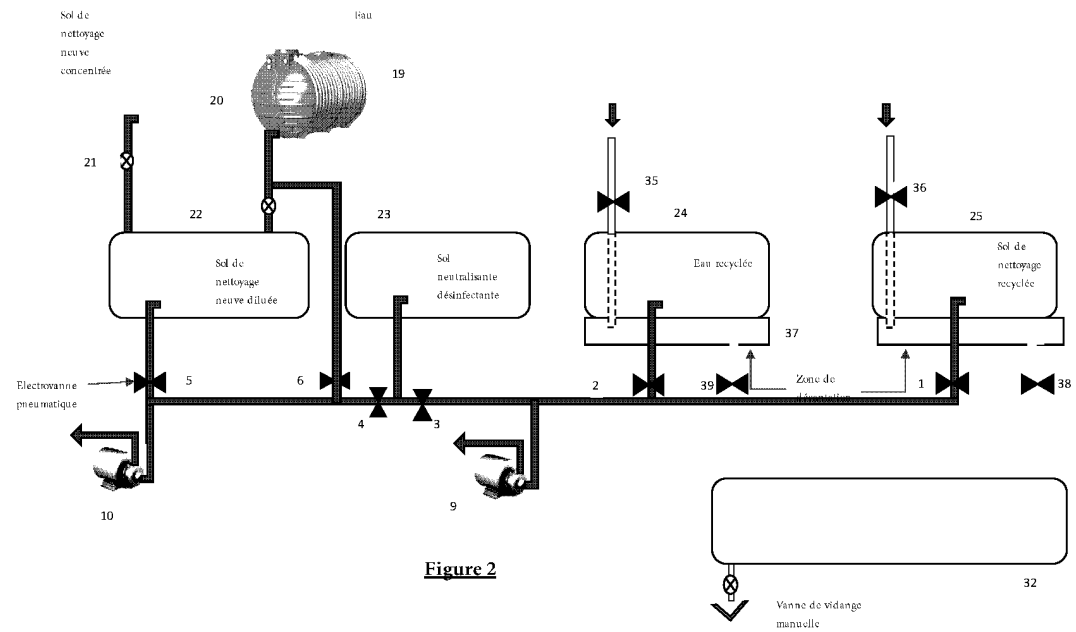 Sol de
nettoyage
neuve
concentrée
Eau
19
20
21
22
23
35
24
36
25
Sol de
nettoyage
neuve diluée
Sol
neutralisante
désinfectante
Eau recyclée
Sol de
nettoyage
recyclée
37
Electrovanne
pneumatique
5
6
2
39
Zone de
1
38
4
3
10
9
Figure 2
32
Vanne de vidange
manuelle